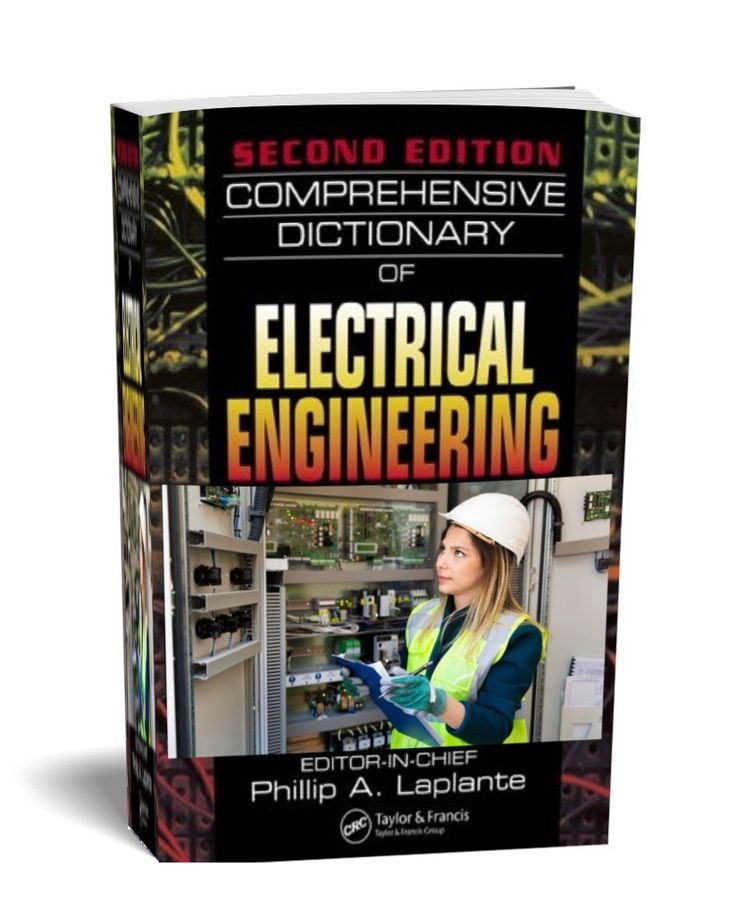 SECOND EDITION
COMPREHENSIVE
DICTIONARY
OF
ELECTRICAL
ENGINEERING
EDITOR-IN-CHIEF
Phillip A. Laplante
CRC
Taylor & Francis
Taylor & Francis Group